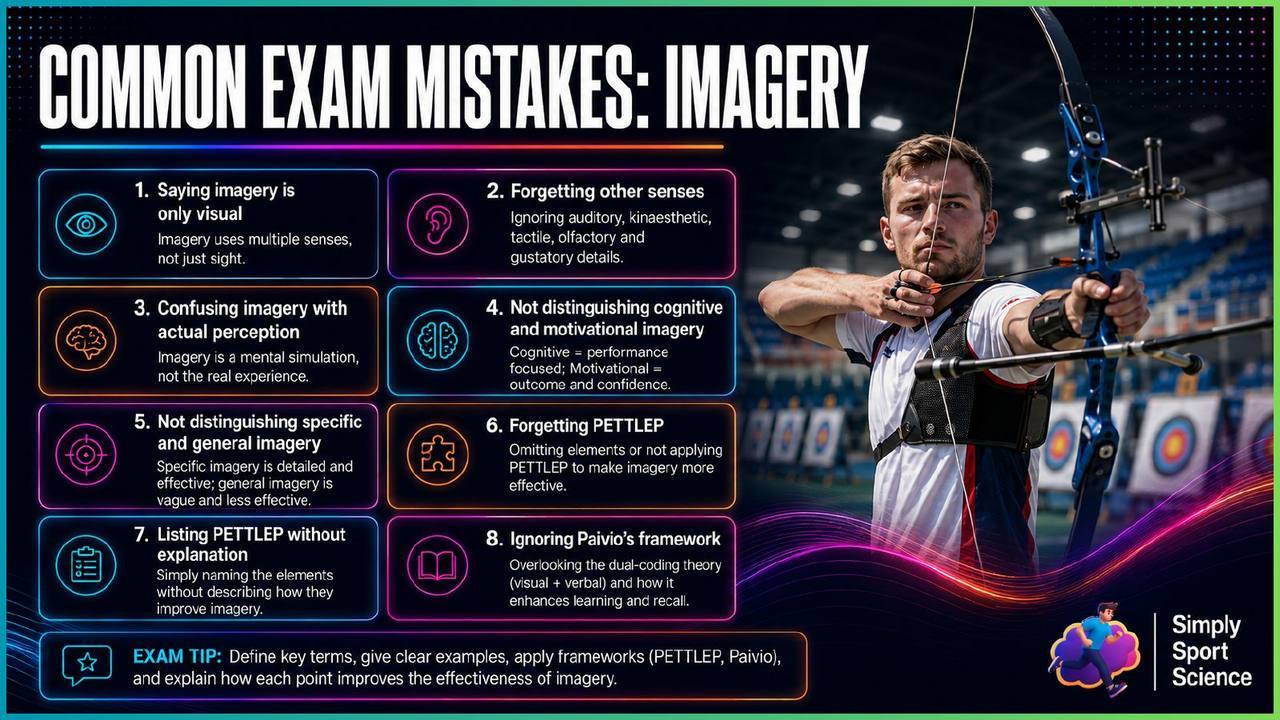 COMMON EXAM MISTAKES: IMAGERY
1. Saying imagery is
only visual
Imagery uses multiple senses,
not just sight.
2. Forgetting other senses
Ignoring auditory, kinaesthetic,
tactile, olfactory and
gustatory details.
3. Confusing imagery with
actual perception
Imagery is a mental simulation,
not the real experience.
4. Not distinguishing cognitive
and motivational imagery
Cognitive = performance
focused; Motivational =
outcome and confidence.
5. Not distinguishing specific
and general imagery
Specific imagery is detailed and
effective; general imagery is
vague and less effective.
6. Forgetting PETTLEP
Omitting elements or not applying
PETTLEP to make imagery more
effective.
7. Listing PETTLEP without
explanation
Simply naming the elements
without describing how they
improve imagery.
8. Ignoring Paivio's framework
Overlooking the dual-coding theory
(visual + verbal) and how it
enhances learning and recall.
EXAM TIP: Define key terms, give clear examples, apply frameworks (PETTLEP, Paivio),
and explain how each point improves the effectiveness of imagery.
Simply
Sport
Science